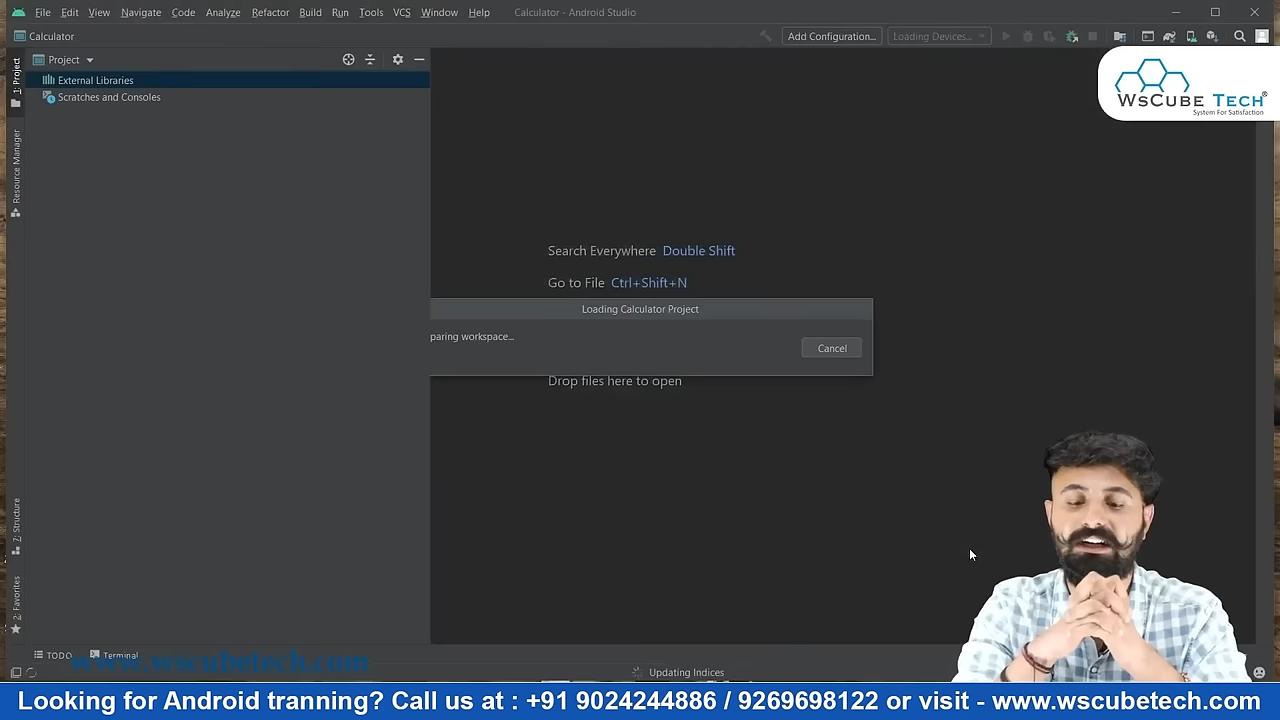 File Edit View Navigate Code Analyze Refactor Build Run Tools VCS Window Help Calculator - Android Studio
Calculator
Add Configuration...
Loading Devices...
1: Project
Project
External Libraries
Scratches and Consoles
Resource Manager
WsCube Tech®
System For Satisfaction
Search Everywhere Double Shift
Go to File Ctrl+Shift+N
Loading Calculator Project
paring workspace...
Cancel
Drop files here to open
7: Structure
2: Favorites
TODO
Terminal
www.wscubetech.com
Updating Indices
Looking for Android tranning? Call us at : +91 9024244886 / 9269698122 or visit - www.wscubetech.com